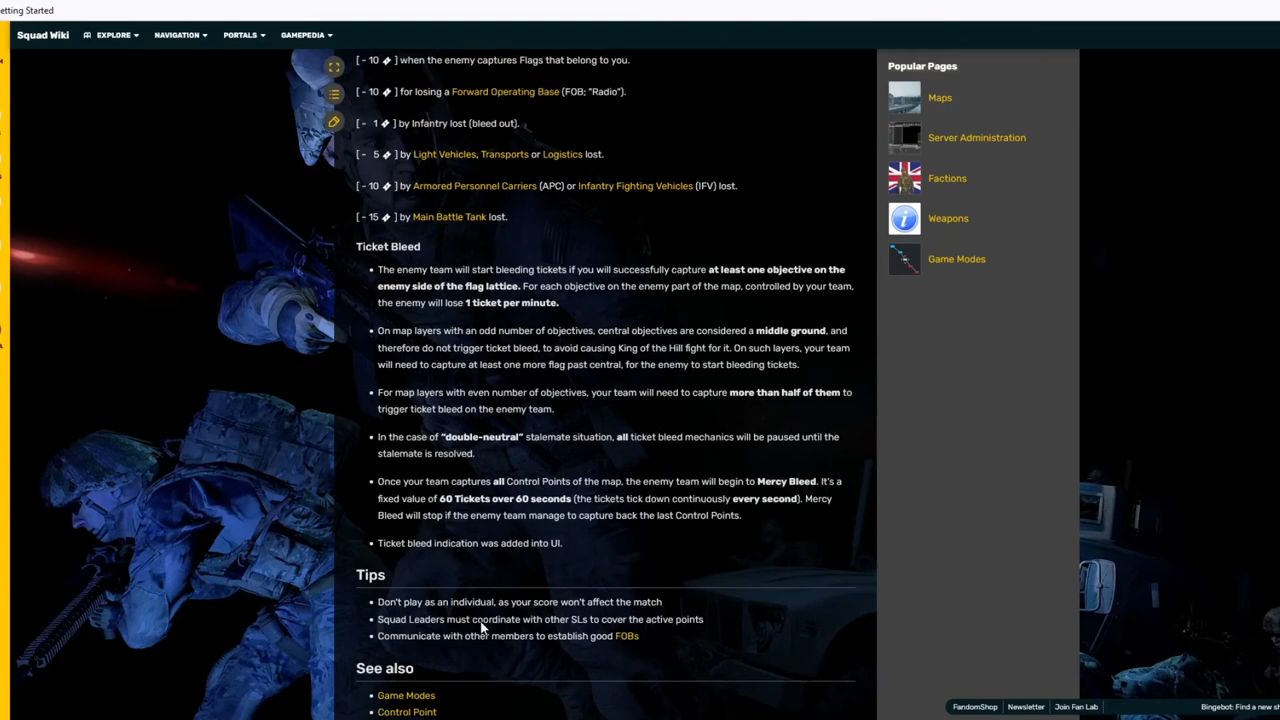 etting Started
Squad Wiki EXPLORE NAVIGATION PORTALS GAMEPEDIA
[ - 10 ] when the enemy captures Flags that belong to you.
[ - 10 ] for losing a Forward Operating Base (FOB; "Radio").
[ - 1 ] by Infantry lost (bleed out).
[ - 5 ] by Light Vehicles, Transports or Logistics lost.
[ - 10 ] by Armored Personnel Carriers (APC) or Infantry Fighting Vehicles (IFV) lost.
[ - 15 ] by Main Battle Tank lost.
Ticket Bleed
The enemy team will start bleeding tickets if you will successfully capture at least one objective on the
enemy side of the flag lattice. For each objective on the enemy part of the map, controlled by your team,
the enemy will lose 1 ticket per minute.
On map layers with an odd number of objectives, central objectives are considered a middle ground, and
therefore do not trigger ticket bleed, to avoid causing King of the Hill fight for it. On such layers, your team
will need to capture at least one more flag past central, for the enemy to start bleeding tickets.
For map layers with even number of objectives, your team will need to capture more than half of them to
trigger ticket bleed on the enemy team.
In the case of "double-neutral" stalemate situation, all ticket bleed mechanics will be paused until the
stalemate is resolved.
Once your team captures all Control Points of the map, the enemy team will begin to Mercy Bleed. It's a
fixed value of 60 Tickets over 60 seconds (the tickets tick down continuously every second). Mercy
Bleed will stop if the enemy team manage to capture back the last Control Points.
Ticket bleed indication was added into UI.
Tips
Don't play as an individual, as your score won't affect the match
Squad Leaders must coordinate with other SLs to cover the active points
Communicate with other members to establish good FOBs
See also
Game Modes
Control Point
Popular Pages
Maps
Server Administration
Factions
Weapons
Game Modes
FandomShop Newsletter Join Fan Lab Bingebot: Find a new sh